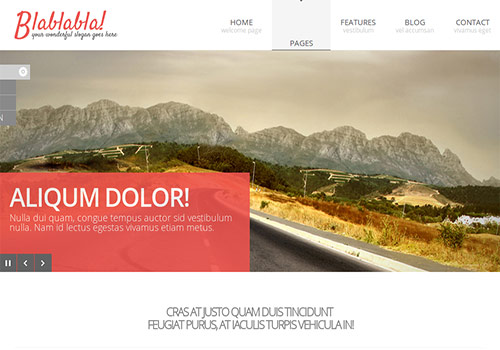 Blablabla!
your wonderful slogan goes here
HOME
welcome page
PAGES
FEATURES
vestibulum
BLOG
vel accumsan
CONTACT
vivamus eget
N
ALIQUM DOLOR!
Nulla dui quam, congue tempus auctor sid vestibulum
nulla. Nam id lectus egestas vivamus etiam metus.
CRAS AT JUSTO QUAM DUIS TINCIDUNT
FEUGIAT PURUS, AT IACULIS TURPIS VEHICULA IN!